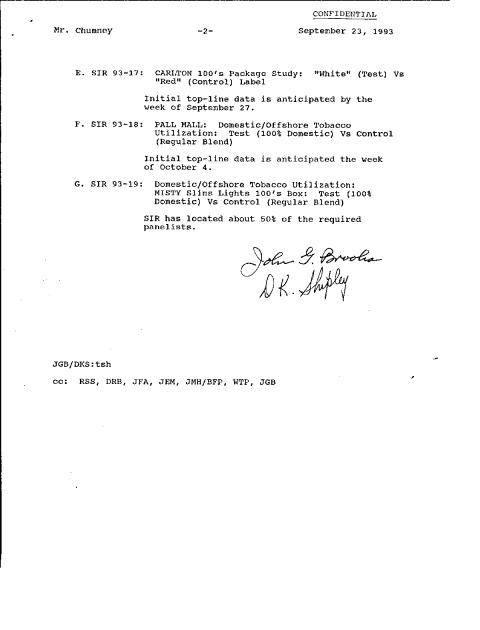 CONFIDENTIAL
Mr. Chumney -2- September 23, 1993
E. SIR 93-17: CARLTON 100's Package Study: "White" (Test) Vs
"Red" (Control) Label
Initial top-line data is anticipated by the
week of September 27.
F. SIR 93-18: PALL MALL: Domestic/Offshore Tobacco
Utilization: Test (100% Domestic) Vs Control
(Regular Blend)
Initial top-line data is anticipated the week
of October 4.
G. SIR 93-19: Domestic/Offshore Tobacco Utilization:
MISTY Slims Lights 100's Box: Test (100%
Domestic) Vs Control (Regular Blend)
SIR has located about 50% of the required
panelists.
John G. Brooks
D K. Shipley
JGB/DKS:tsh
cc: RSS, DRB, JFA, JEM, JMH/BFP, WTP, JGB